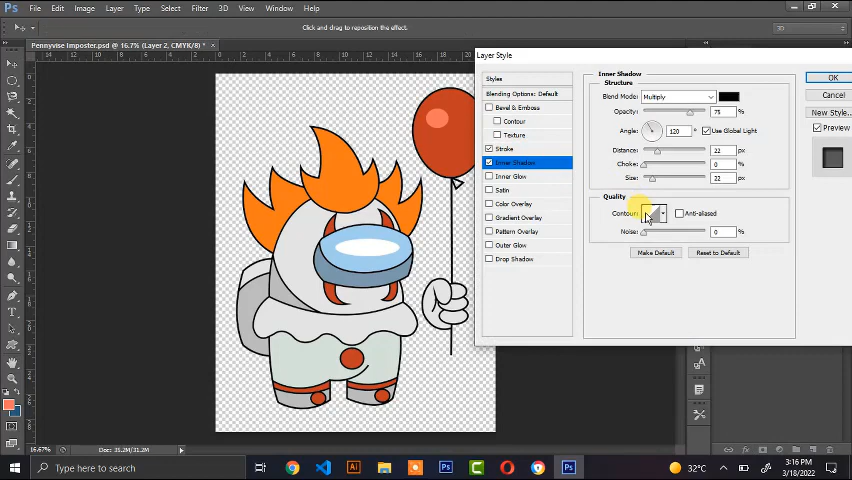 Ps File Edit Image Layer Type Select Filter 3D View Window Help
Click and drag to reposition the effect.
3D
Pennyvise Imposter.psd @ 16.7% (Layer 2, CMYK/8) * ×
Layer Style
Styles
Blending Options: Default
Bevel & Emboss
Contour
Texture
Stroke
Inner Shadow
Inner Glow
Satin
Color Overlay
Gradient Overlay
Pattern Overlay
Outer Glow
Drop Shadow
Inner Shadow
Structure
Blend Mode: Multiply
Opacity: 75 %
Angle: 120 ° Use Global Light
Distance: 22 px
Choke: 0 %
Size: 22 px
Quality
Contour: Anti-aliased
Noise: 0 %
Make Default Reset to Default
OK
Cancel
New Style...
Preview
16.67% Doc: 35.2M/31.2M
Type here to search
32°C
3:16 PM
3/18/2022